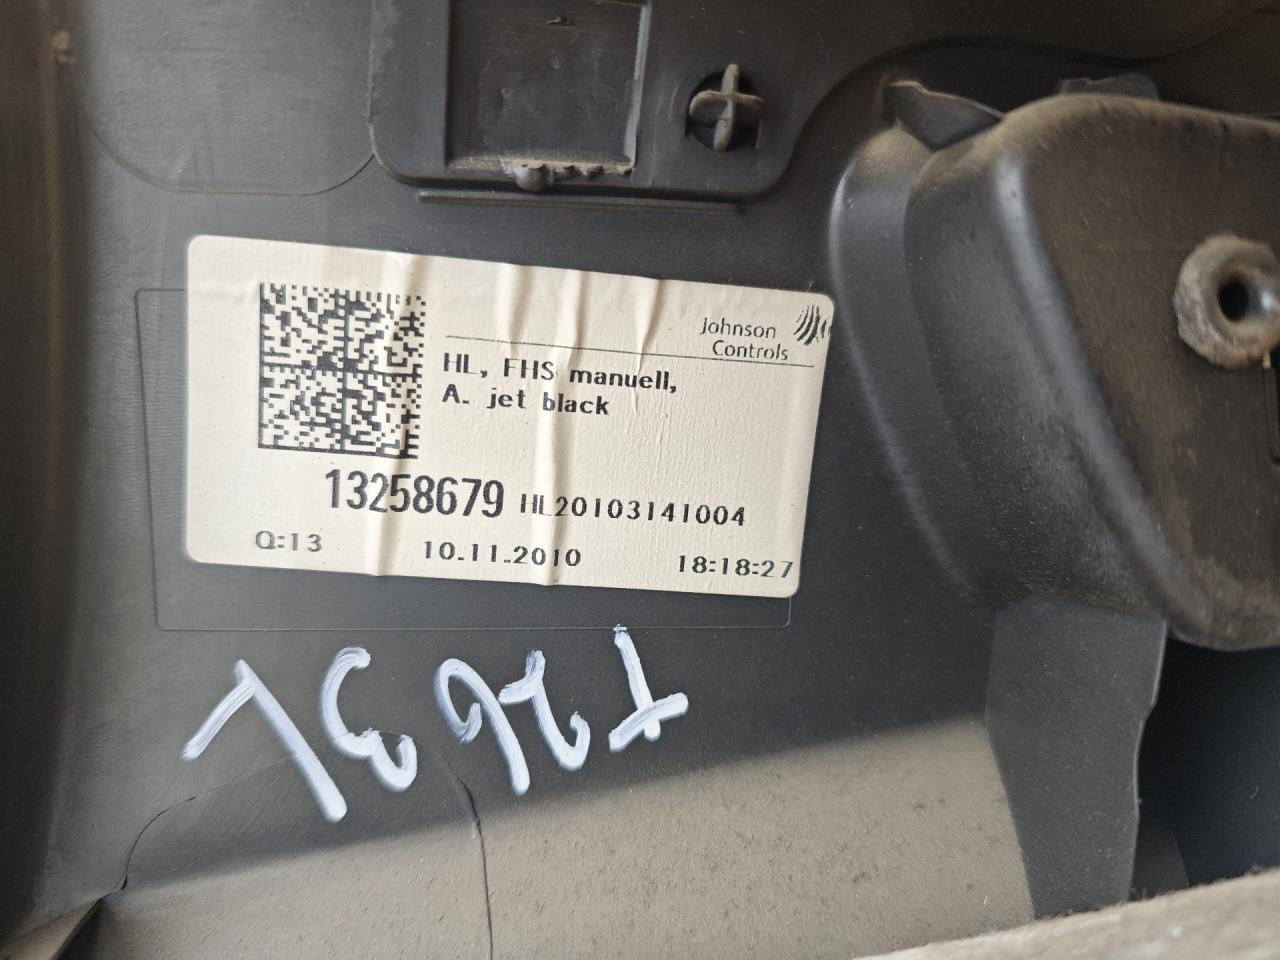 Johnson
Controls
HL, FHS manuell,
A. jet black
13258679 HL20103141004
Q:13 10.11.2010 18:18:27